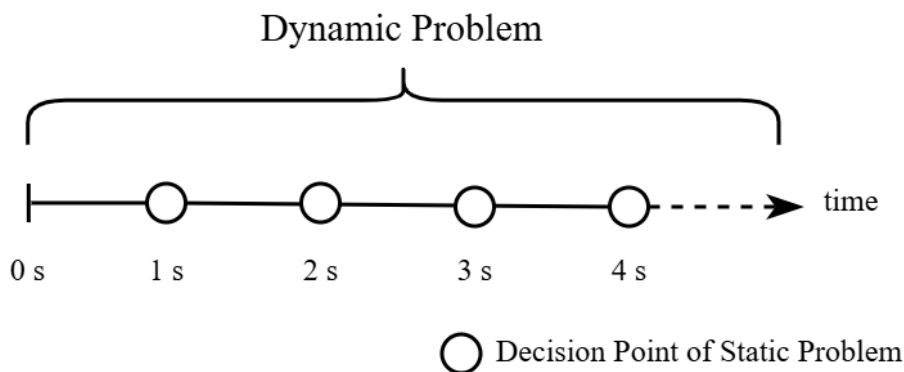 Dynamic Problem
time
0 s 1 s 2 s 3 s 4 s
Decision Point of Static Problem